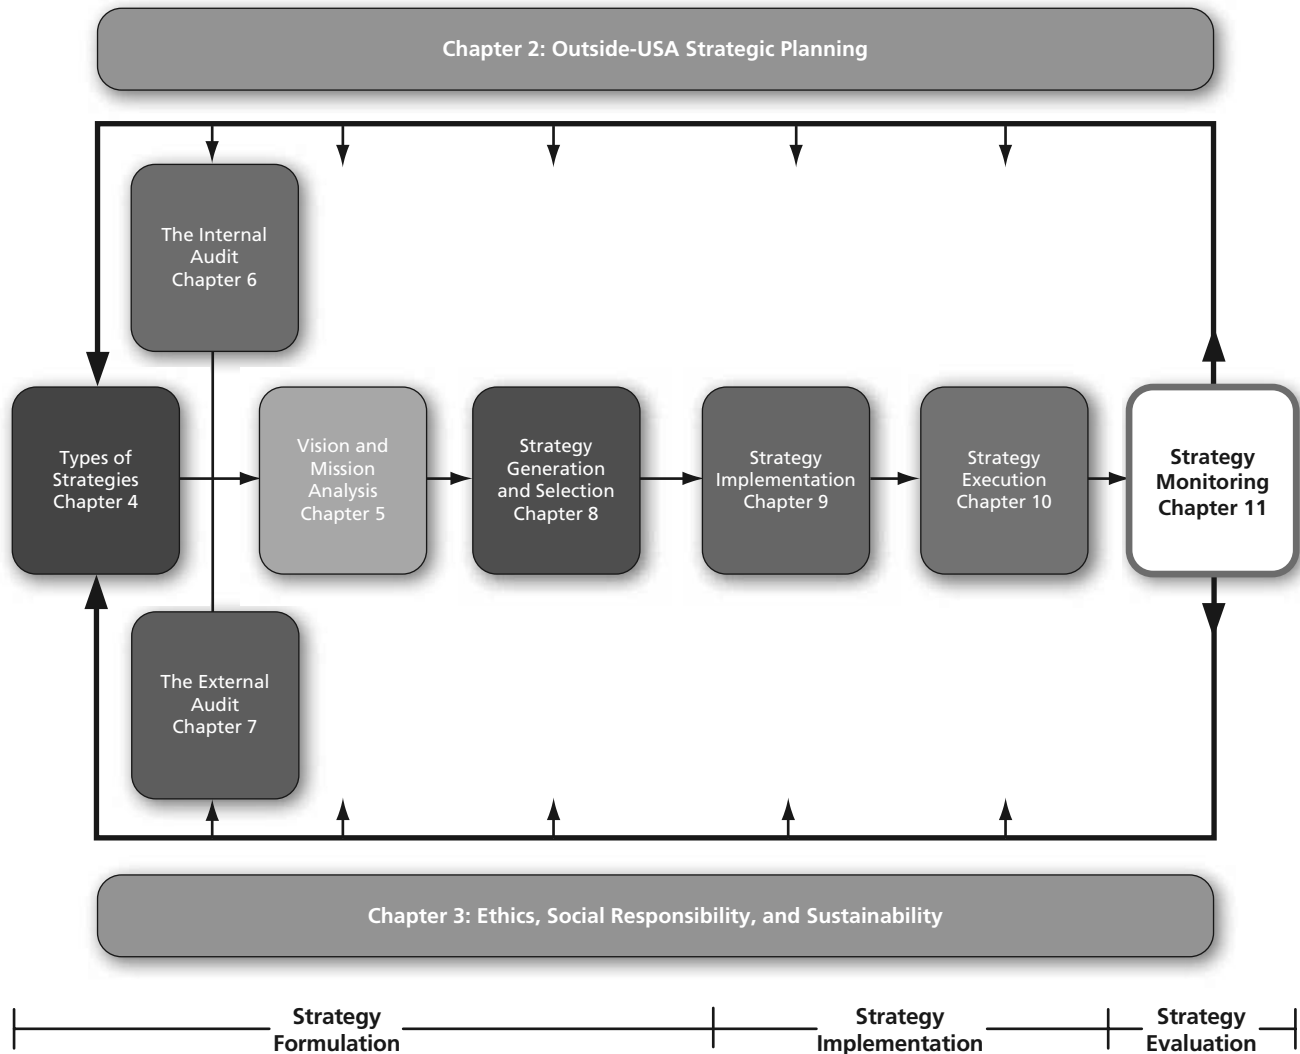 Chapter 2: Outside-USA Strategic Planning
The Internal
Audit
Chapter 6
Types of
Strategies
Chapter 4
Vision and
Mission
Analysis
Chapter 5
Strategy
Generation
and Selection
Chapter 8
Strategy
Implementation
Chapter 9
Strategy
Execution
Chapter 10
Strategy
Monitoring
Chapter 11
The External
Audit
Chapter 7
Chapter 3: Ethics, Social Responsibility, and Sustainability
Strategy
Formulation
Strategy
Implementation
Strategy
Evaluation